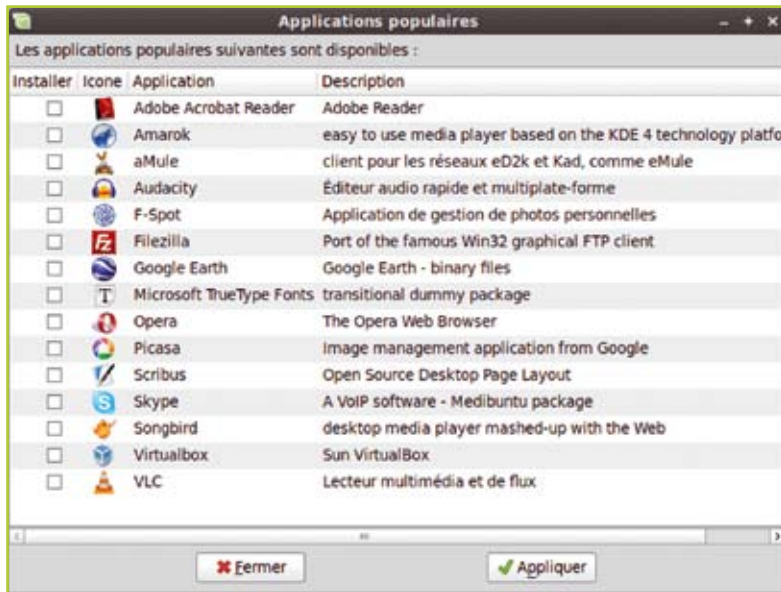 Applications populaires
Les applications populaires suivantes sont disponibles :
Installer Icone Application Description
Adobe Acrobat Reader Adobe Reader
Amarok easy to use media player based on the KDE 4 technology platfo
aMule client pour les réseaux eD2k et Kad, comme eMule
Audacity Éditeur audio rapide et multiplate-forme
F-Spot Application de gestion de photos personnelles
Fz Filezilla Port of the famous Win32 graphical FTP client
Google Earth Google Earth - binary files
T Microsoft TrueType Fonts transitional dummy package
Opera The Opera Web Browser
Picasa Image management application from Google
Scribus Open Source Desktop Page Layout
S Skype A VoIP software - Medibuntu package
Songbird desktop media player mashed-up with the Web
Virtualbox Sun VirtualBox
VLC Lecteur multimédia et de flux
Fermer Appliquer